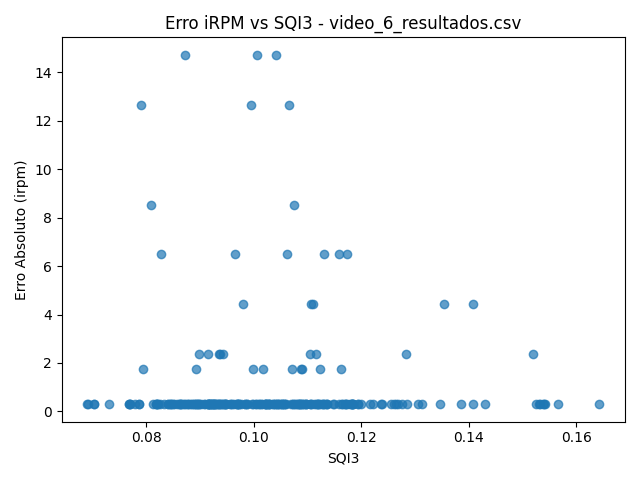 Erro iRPM vs SQI3 - video_6_resultados.csv
Erro Absoluto (irpm)
14
12
10
8
6
4
2
0
0.08 0.10 0.12 0.14 0.16
SQI3